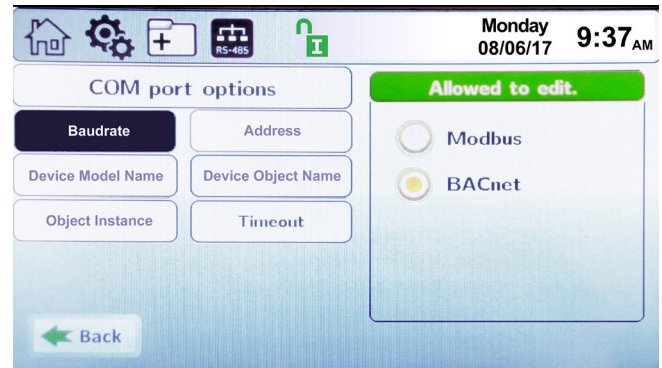 RS-485
I
Monday
08/06/17
9:37AM
COM port options
Allowed to edit.
Baudrate
Address
Modbus
Device Model Name
Device Object Name
BACnet
Object Instance
Timeout
Back